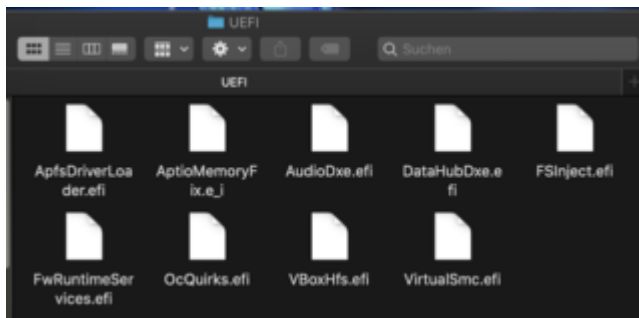 UEFI
Suchen
UEFI
ApfsDriverLoa
der.efi
AptioMemoryF
ix.e_i
AudioDxe.efi
DataHubDxe.e
fi
FSInject.efi
FwRuntimeSer
vices.efi
OcQuirks.efi
VBoxHfs.efi
VirtualSmc.efi